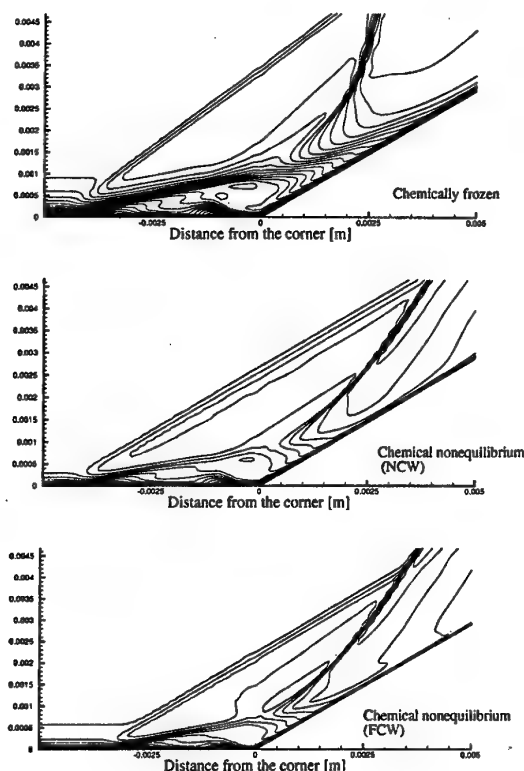 0.0045
0.004
0.0035
0.003
0.0025
0.002
0.0015
0.001
0.0005
0
Chemically frozen
-0.0025 0 0.0025 0.005
Distance from the corner [m]
0.0045
0.004
0.0035
0.003
0.0025
0.002
0.0015
0.001
0.0005
0
Chemical nonequilibrium
(NCW)
-0.0025 0 0.0025 0.005
Distance from the corner [m]
0.0045
0.004
0.0035
0.003
0.0025
0.002
0.0015
0.001
0.0005
0
Chemical nonequilibrium
(FCW)
-0.0025 0 0.0025 0.005
Distance from the corner [m]